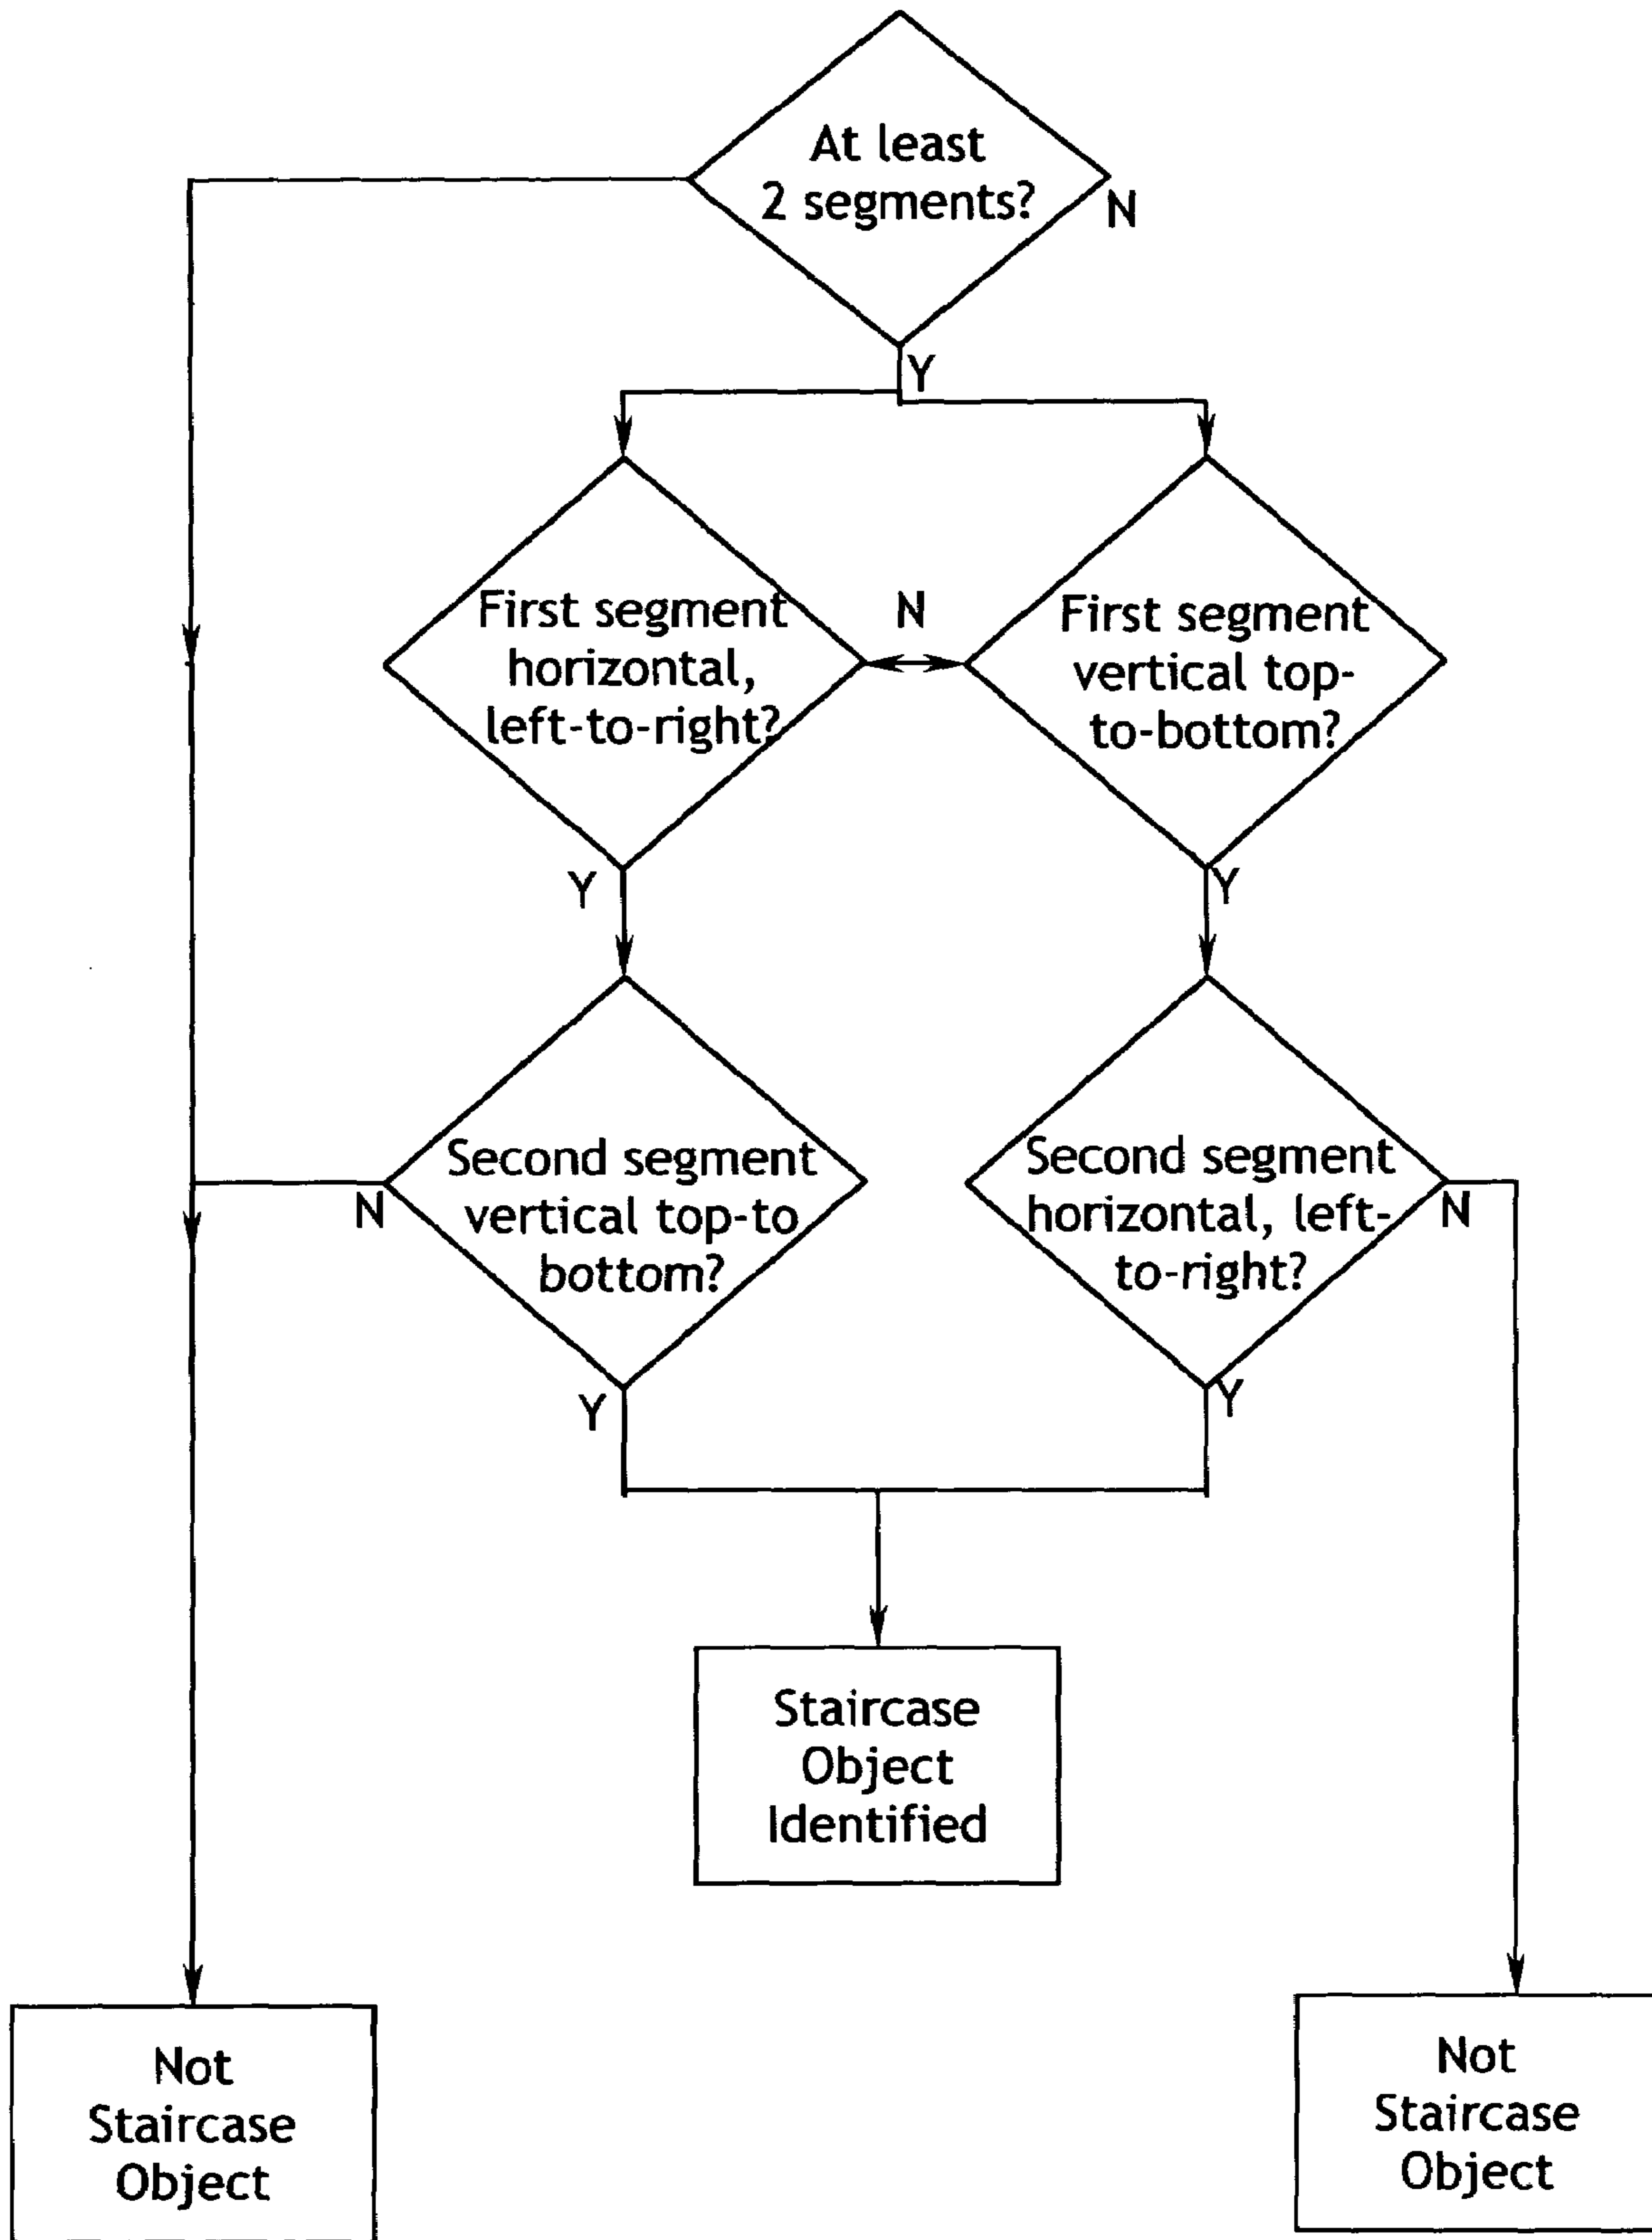 At least
2 segments?
N
Y
First segment
horizontal,
left-to-right?
N
First segment
vertical top-
to-bottom?
Y
Y
Second segment
vertical top-to
bottom?
N
Second segment
horizontal, left-
to-right?
N
Y
Y
Staircase
Object
Identified
Not
Staircase
Object
Not
Staircase
Object